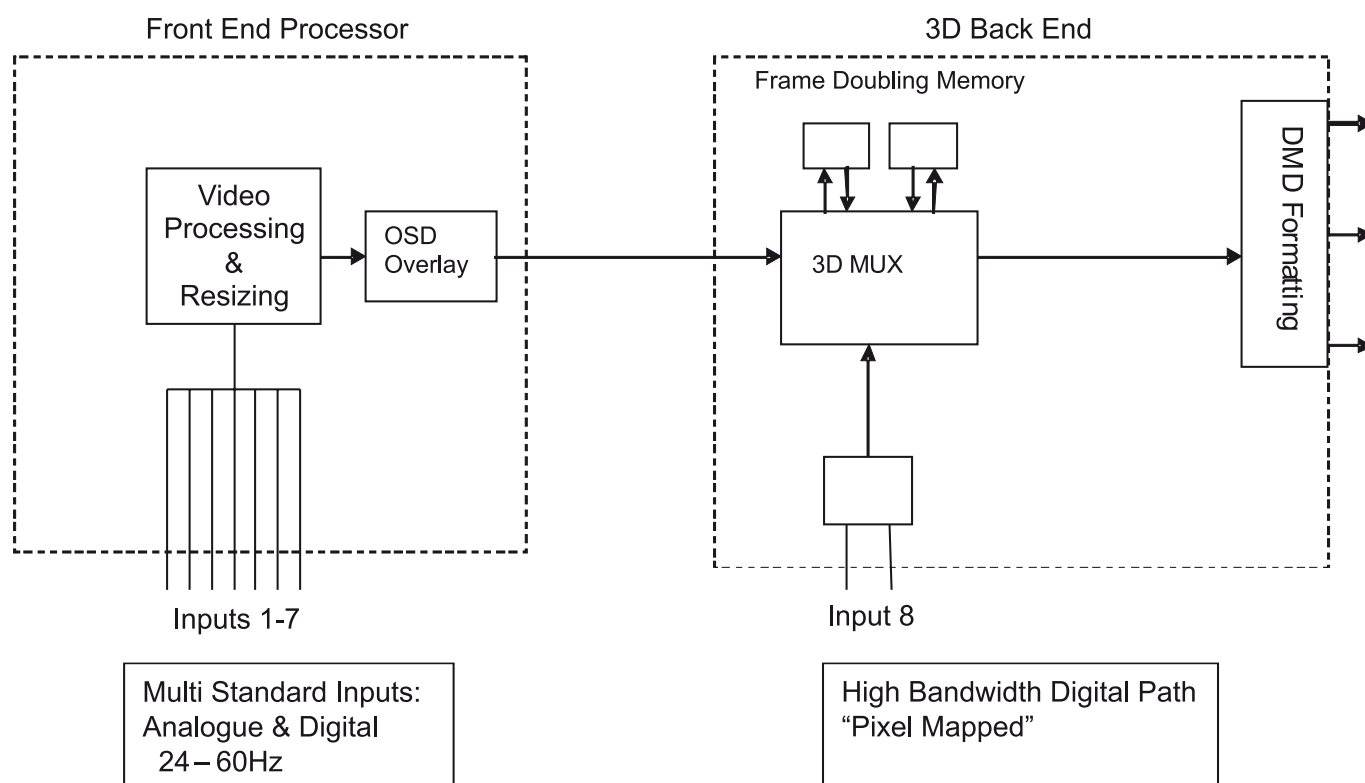 Front End Processor
3D Back End
Frame Doubling Memory
Video
Processing
&
Resizing
OSD
Overlay
3D MUX
DMD Formatting
Inputs 1-7
Input 8
Multi Standard Inputs:
Analogue & Digital
24–60Hz
High Bandwidth Digital Path
“Pixel Mapped”